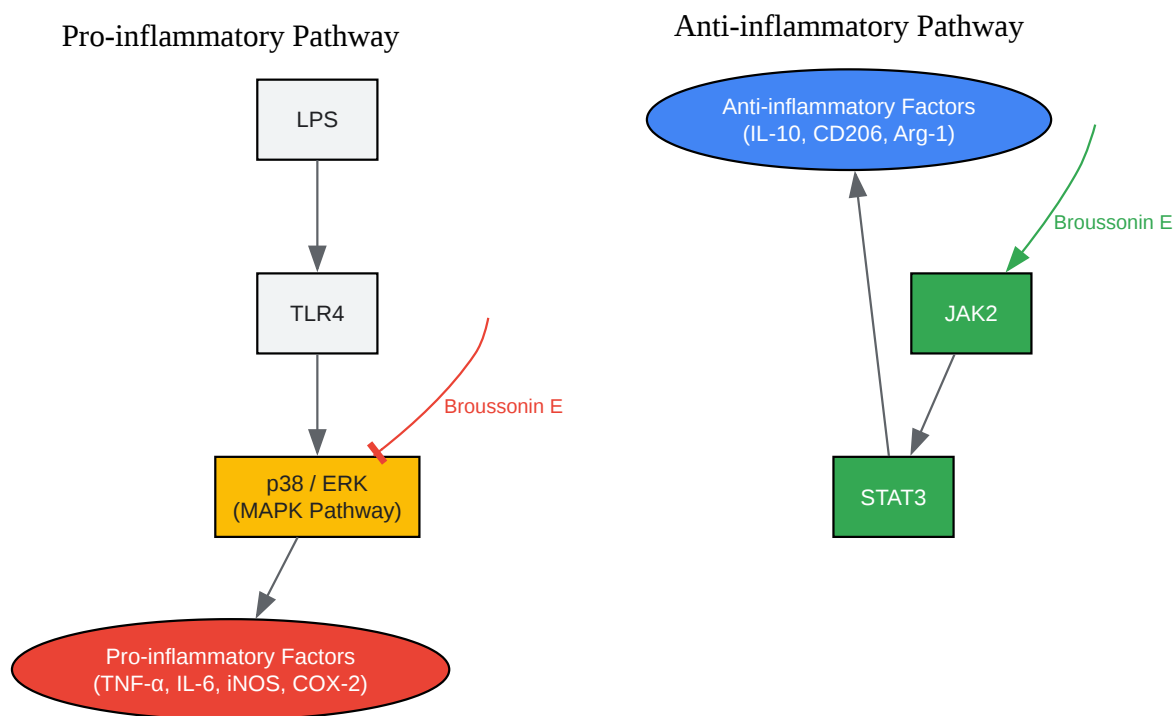 Pro-inflammatory Pathway
LPS
TLR4
Broussonin E
p38 / ERK
(MAPK Pathway)
Pro-inflammatory Factors
(TNF-α, IL-6, iNOS, COX-2)
Anti-inflammatory Pathway
Anti-inflammatory Factors
(IL-10, CD206, Arg-1)
Broussonin E
JAK2
STAT3